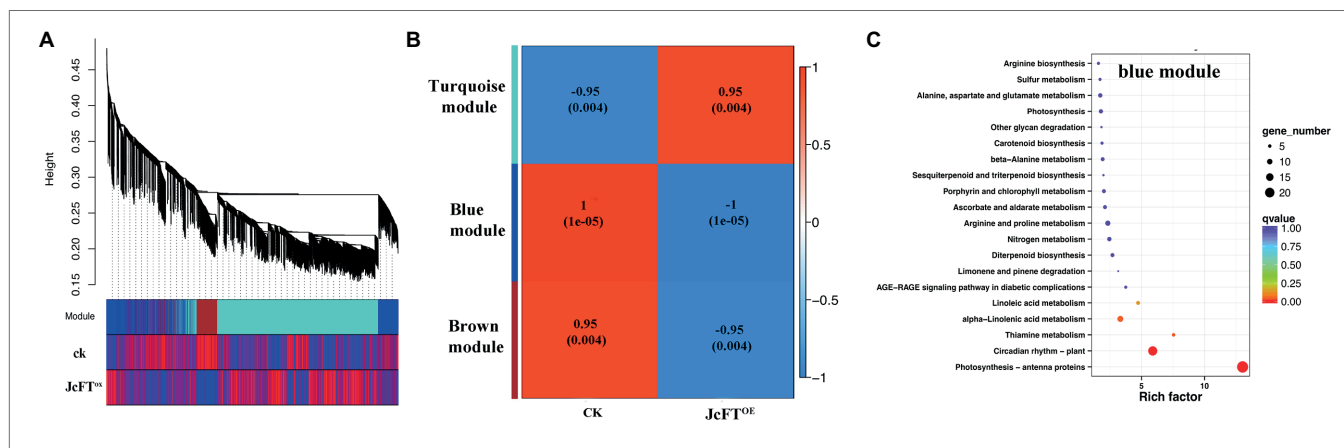 A
Height
0.45
0.40
0.35
0.30
0.25
0.20
0.15
Module
ck
JcFTox
B
Turquoise module
Blue module
Brown module
-0.95
(0.004)
0.95
(0.004)
1
(1e-05)
-1
(1e-05)
0.95
(0.004)
-0.95
(0.004)
CK
JcFTOE
1
0.5
0
−0.5
−1
C
blue module
Arginine biosynthesis
Sulfur metabolism
Alanine, aspartate and glutamate metabolism
Photosynthesis
Other glycan degradation
Carotenoid biosynthesis
beta−Alanine metabolism
Sesquiterpenoid and triterpenoid biosynthesis
Porphyrin and chlorophyll metabolism
Ascorbate and aldarate metabolism
Arginine and proline metabolism
Nitrogen metabolism
Diterpenoid biosynthesis
Limonene and pinene degradation
AGE−RAGE signaling pathway in diabetic complications
Linoleic acid metabolism
alpha−Linolenic acid metabolism
Thiamine metabolism
Circadian rhythm − plant
Photosynthesis − antenna proteins
5
10
Rich factor
gene_number
5
10
15
20
qvalue
1.00
0.75
0.50
0.25
0.00